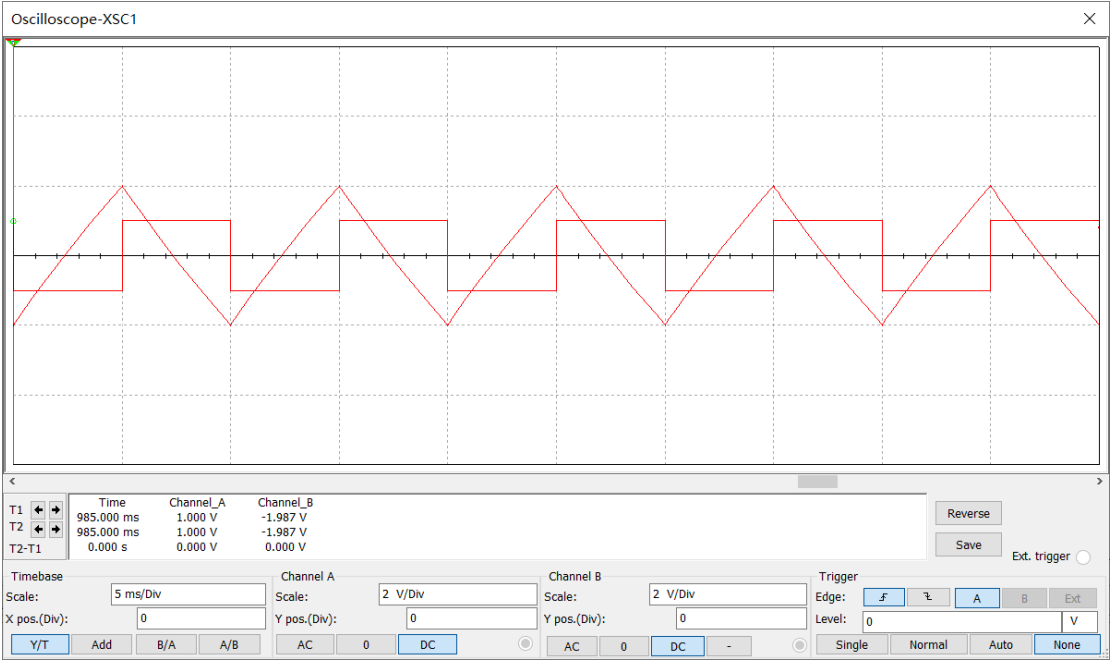 Oscilloscope-XSC1
Time Channel_A Channel_B
T1 985.000 ms 1.000 V -1.987 V
T2 985.000 ms 1.000 V -1.987 V
T2-T1 0.000 s 0.000 V 0.000 V
Reverse
Save
Ext. trigger
Timebase
Scale: 5 ms/Div
X pos.(Div): 0
Y/T Add B/A A/B
Channel A
Scale: 2 V/Div
Y pos.(Div): 0
AC 0 DC
Channel B
Scale: 2 V/Div
Y pos.(Div): 0
AC 0 DC -
Trigger
Edge: A B Ext
Level: 0 V
Single Normal Auto None